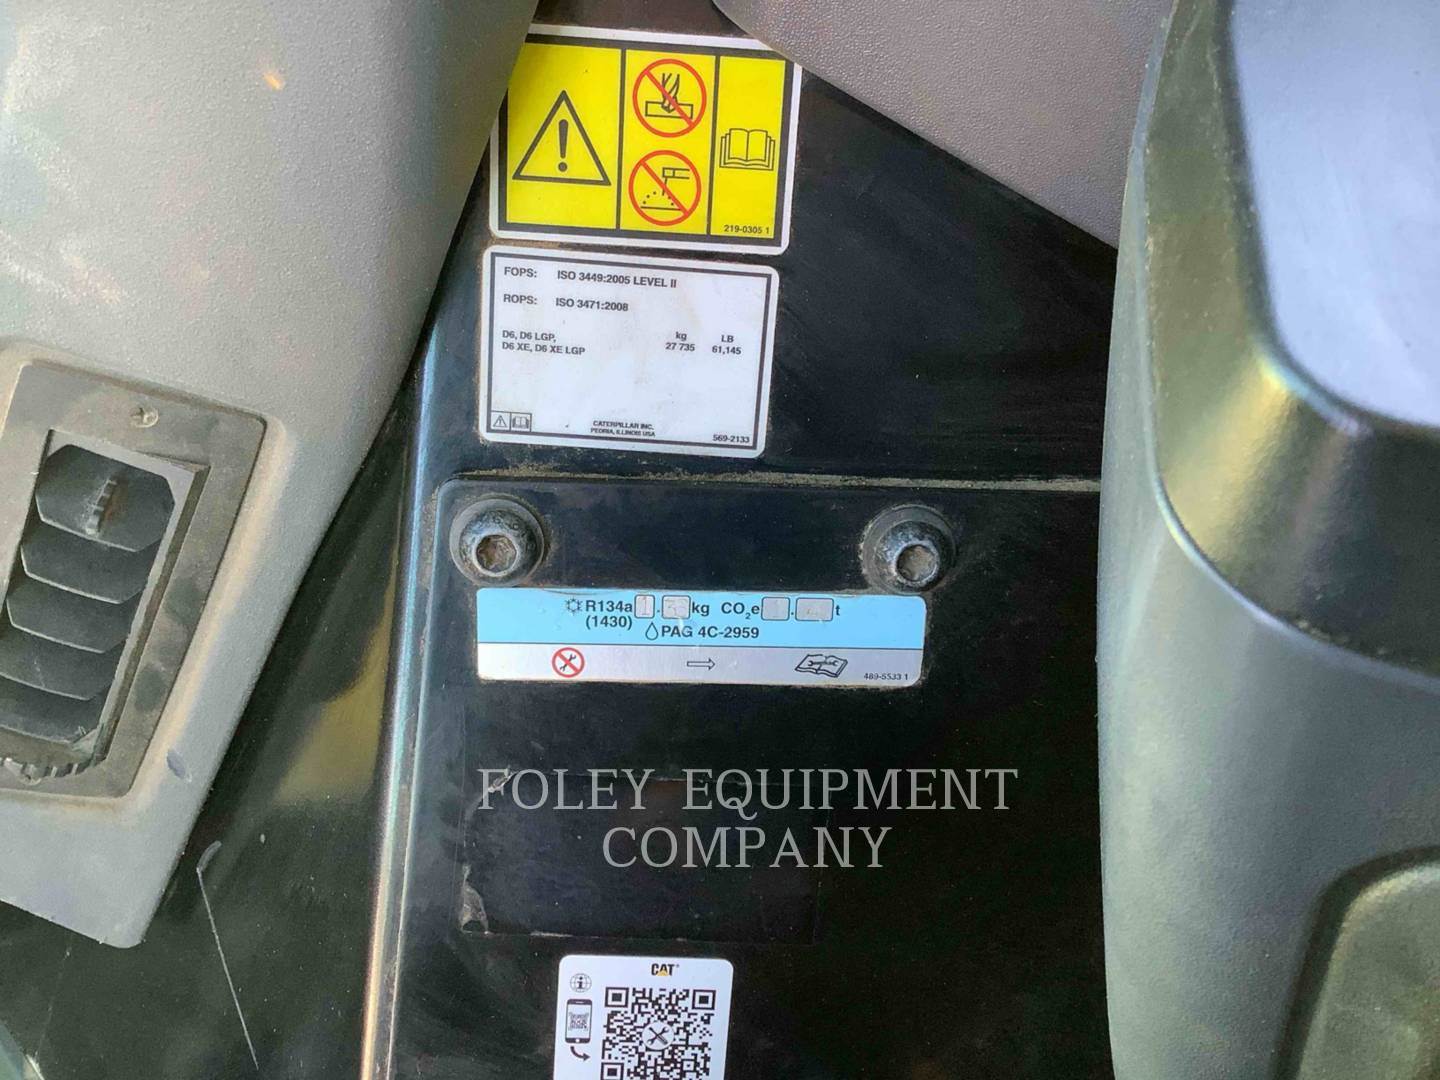 219-0305 1
FOPS: ISO 3449:2005 LEVEL II
ROPS: ISO 3471:2008
kg LB
D6, D6 LGP,
D6 XE, D6 XE LGP 27 735 61,145
CATERPILLAR INC.
PEORIA, ILLINOIS USA
569-2133
R134a 1. kg CO2e . t
(1430) PAG 4C-2959
489-5533 1
FOLEY EQUIPMENT
COMPANY
CAT